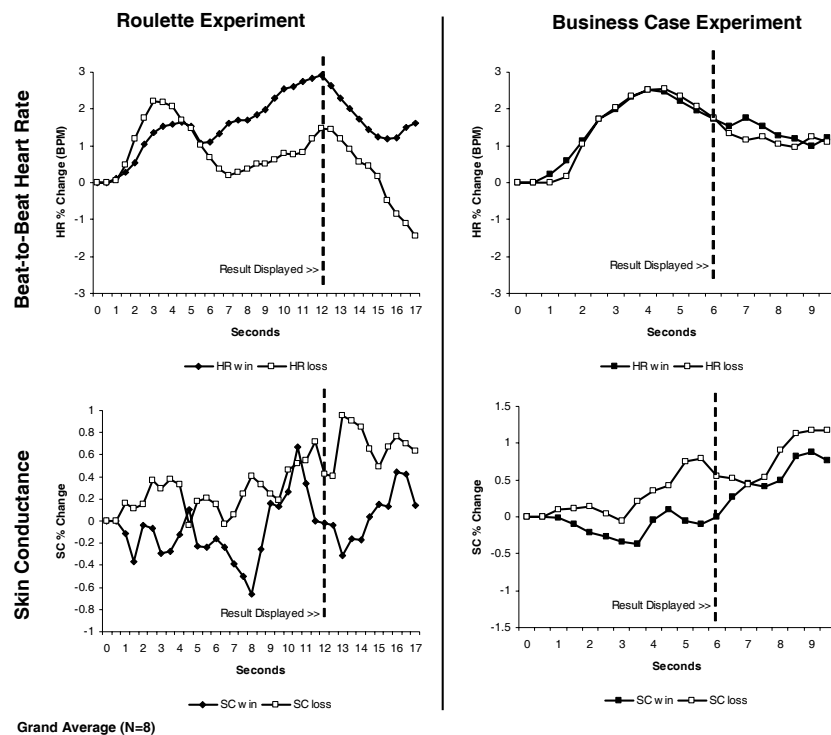 Roulette Experiment
Business Case Experiment
Beat-to-Beat Heart Rate
HR % Change (BPM)
3
2
1
0
1
2
-3
Result Displayed >>
0 1 2 3 4 5 6 7 8 9 10 11 12 13 14 15 16 17
Seconds
HR win HR loss
HR % Change (BPM)
3
2
1
0
-1
2
-3
Result Displayed >>
0 1 2 3 4 5 6 7 8 9
Seconds
HR win HR loss
Skin Conductance
SC % Change
1
0.8
0.6
0.4
0.2
0
-0.2
-0.4
-0.6
-0.8
-1
Result Displayed >>
0 1 2 3 4 5 6 7 8 9 10 11 12 13 14 15 16 17
Seconds
SC win SC loss
SC % Change
1.5
1
0.5
0
-0.5
-1
-1.5
Result Displayed >>
0 1 2 3 4 5 6 7 8 9
Seconds
SC win SC loss
Grand Average (N=8)